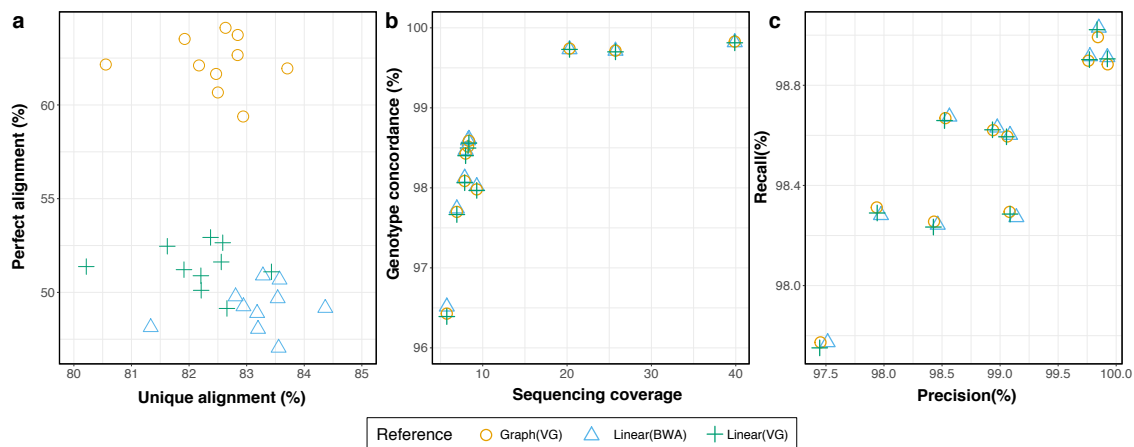 a
Perfect alignment (%)
65
60
55
50
80
81
82
83
84
85
Unique alignment (%)
b
Genotype concordance (%)
100
99
98
97
96
10
20
30
40
Sequencing coverage
c
Recall(%)
98.8
98.4
98.0
97.5
98.0
98.5
99.0
99.5
100.0
Precision(%)
Reference
Graph(VG)
Linear(BWA)
Linear(VG)